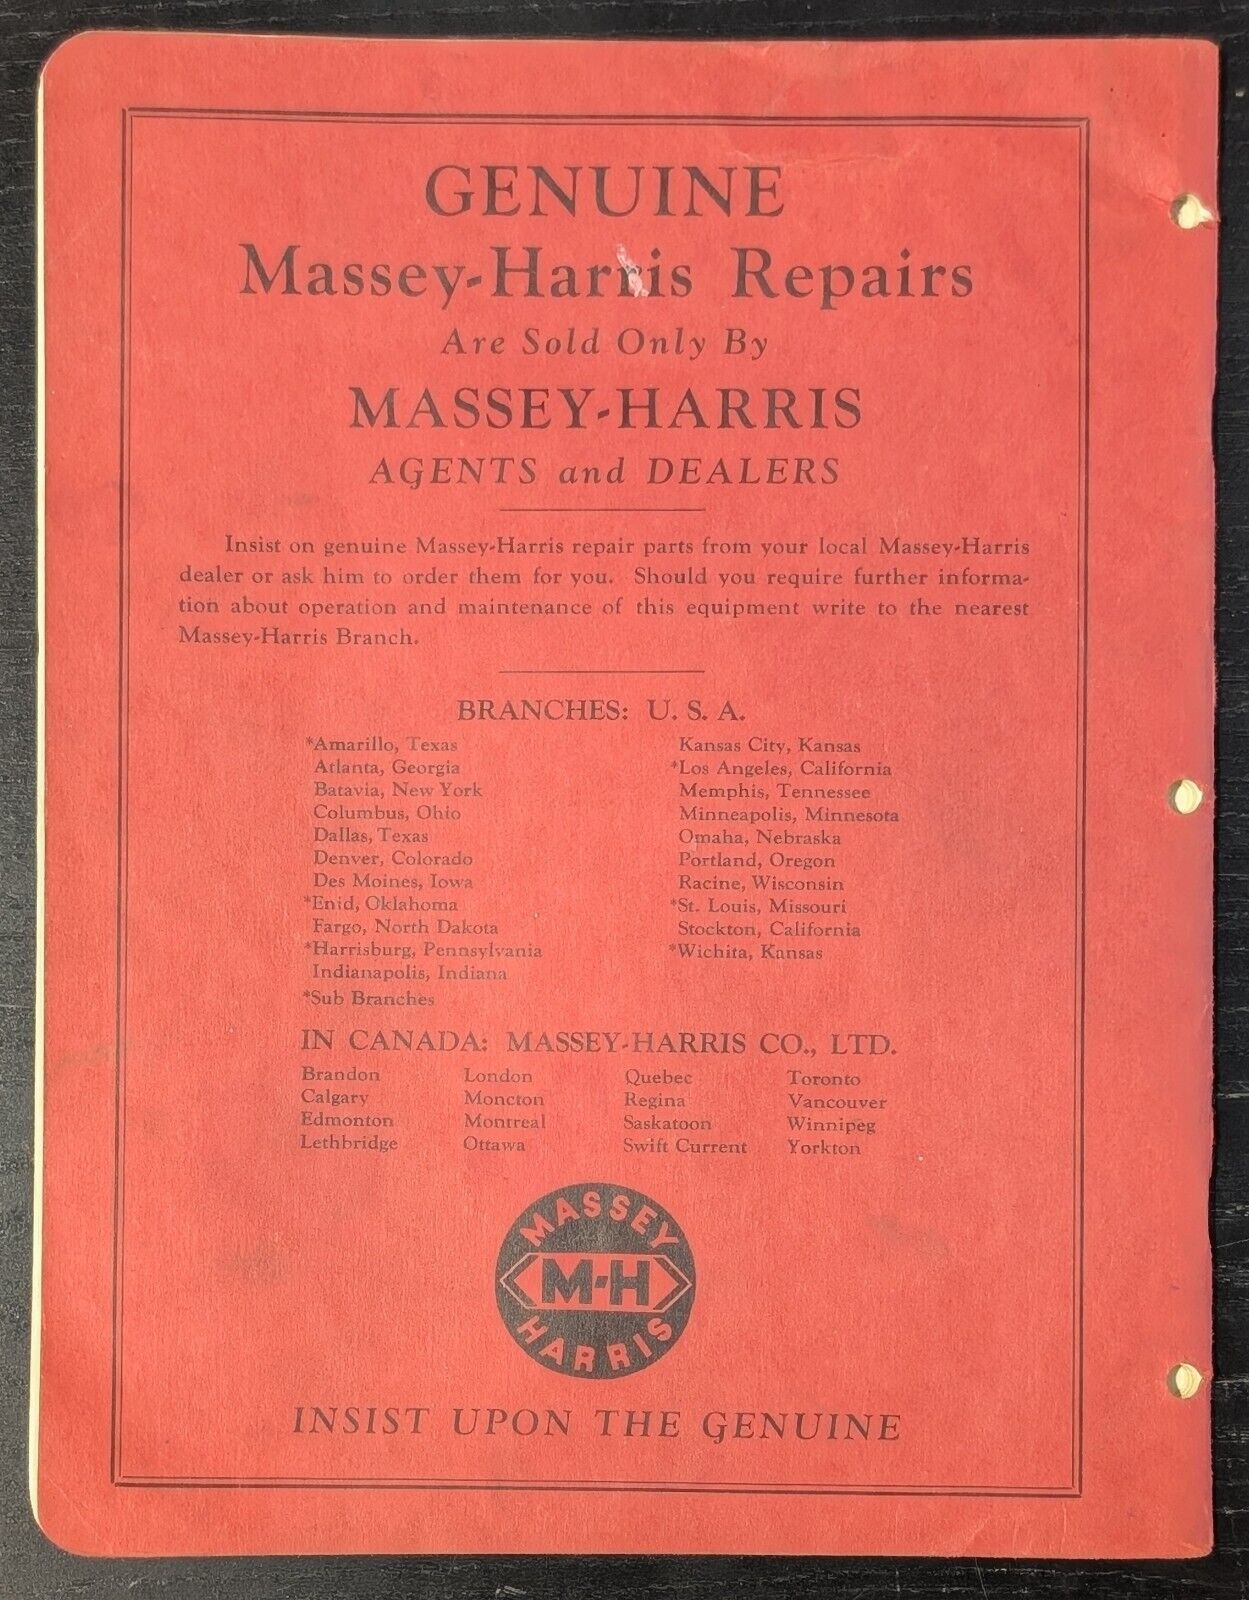 GENUINE
Massey-Harris Repairs
Are Sold Only By
MASSEY-HARRIS
AGENTS and DEALERS
Insist on genuine Massey-Harris repair parts from your local Massey-Harris
dealer or ask him to order them for you. Should you require further informa-
tion about operation and maintenance of this equipment write to the nearest
Massey-Harris Branch.
BRANCHES: U. S. A.
*Amarillo, Texas
Atlanta, Georgia
Batavia, New York
Columbus, Ohio
Dallas, Texas
Denver, Colorado
Des Moines, Iowa
*Enid, Oklahoma
Fargo, North Dakota
*Harrisburg, Pennsylvania
Indianapolis, Indiana
*Sub Branches
Kansas City, Kansas
*Los Angeles, California
Memphis, Tennessee
Minneapolis, Minnesota
Omaha, Nebraska
Portland, Oregon
Racine, Wisconsin
*St. Louis, Missouri
Stockton, California
*Wichita, Kansas
IN CANADA: MASSEY-HARRIS CO., LTD.
Brandon London Quebec Toronto
Calgary Moncton Regina Vancouver
Edmonton Montreal Saskatoon Winnipeg
Lethbridge Ottawa Swift Current Yorkton
MASSEY
M-H
HARRIS
INSIST UPON THE GENUINE